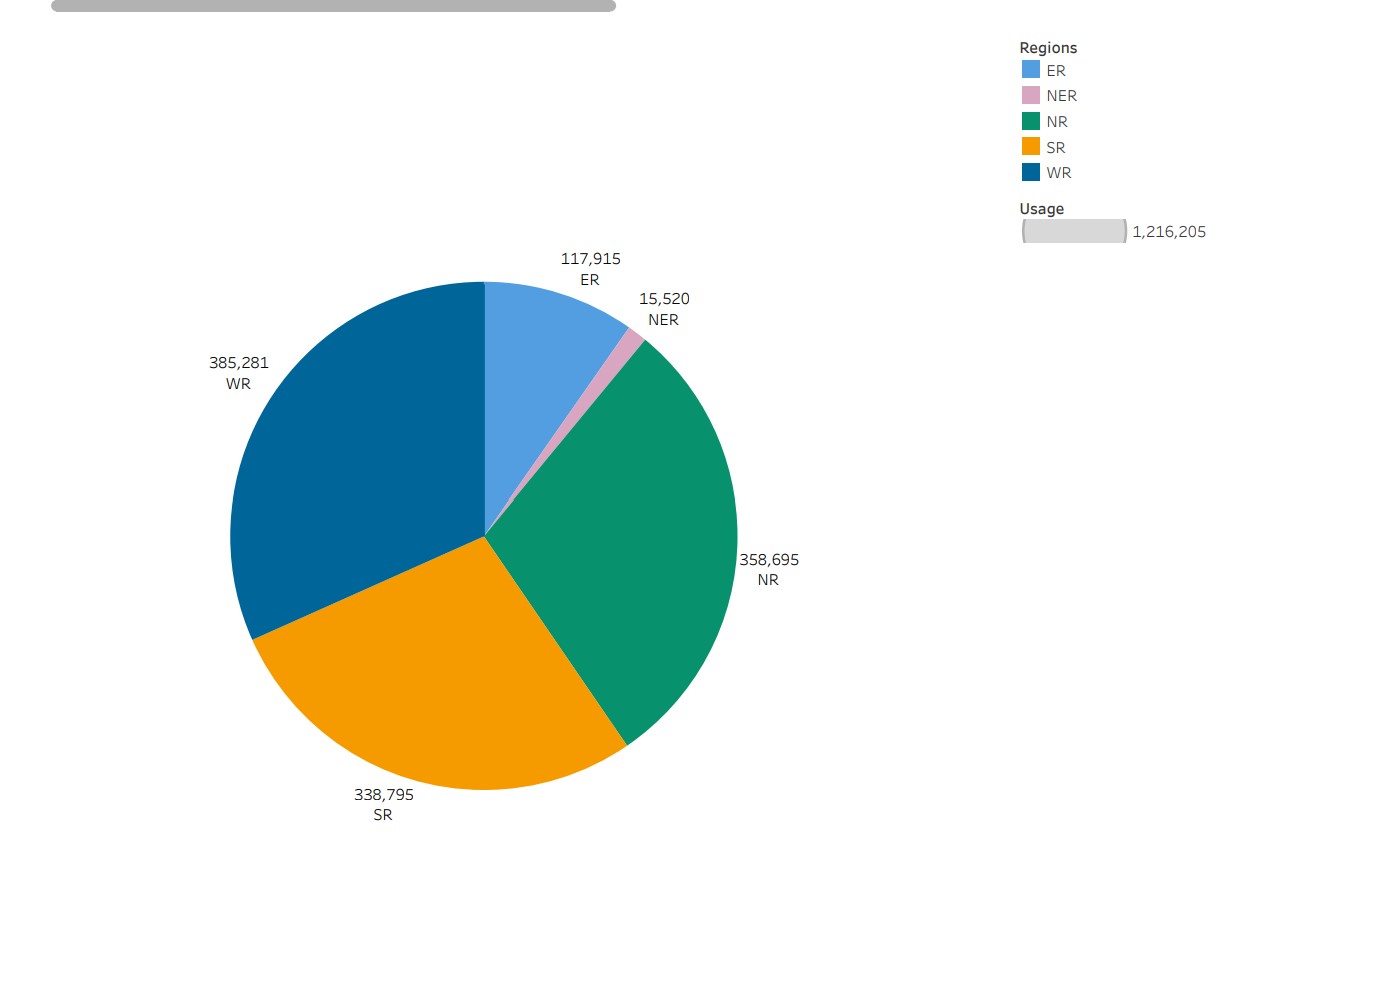 Regions
ER
NER
NR
SR
WR
Usage
1,216,205
117,915
ER
15,520
NER
385,281
WR
358,695
NR
338,795
SR